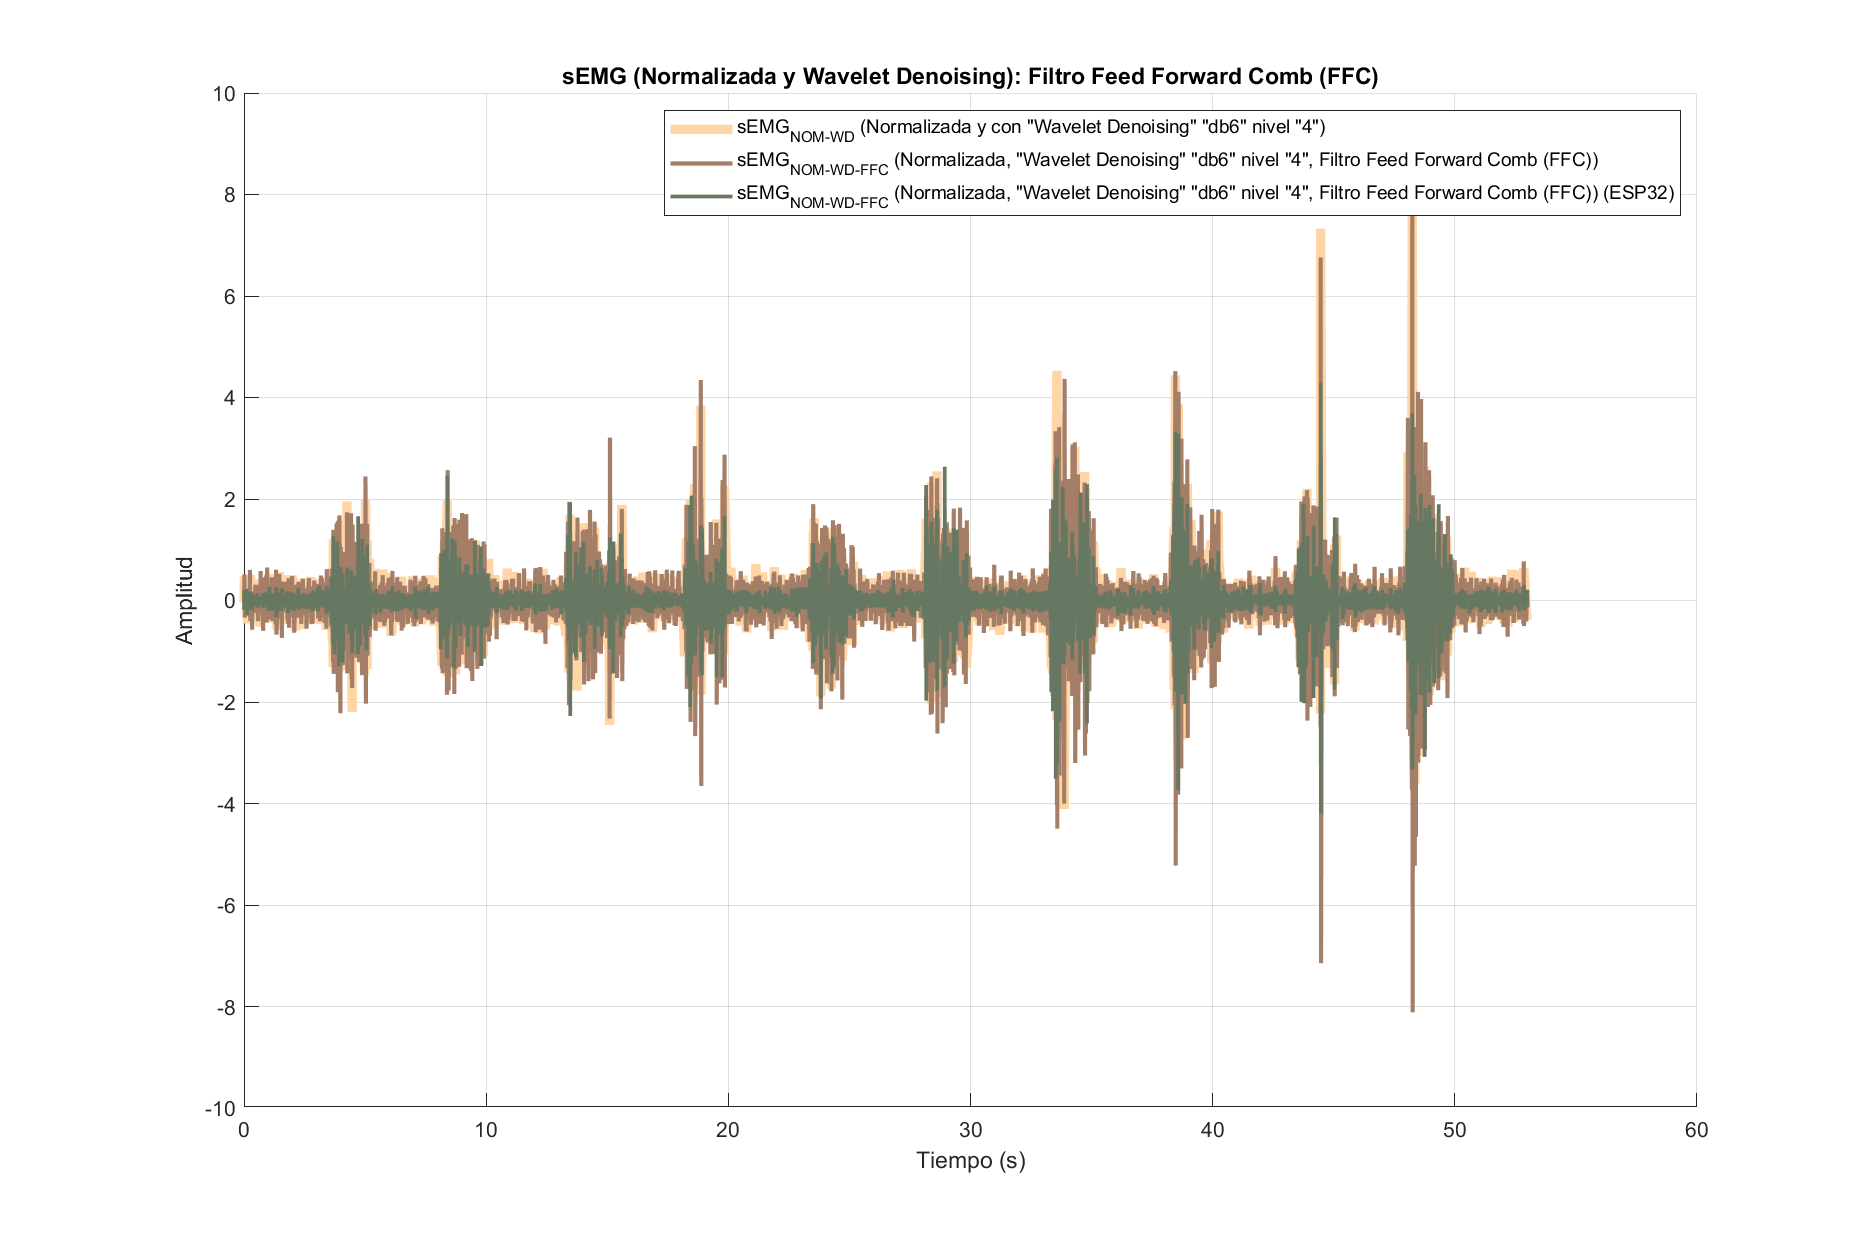 sEMG (Normalizada y Wavelet Denoising): Filtro Feed Forward Comb (FFC)
sEMG_NOM-WD (Normalizada y con "Wavelet Denoising" "db6" nivel "4")
sEMG_NOM-WD-FFC (Normalizada, "Wavelet Denoising" "db6" nivel "4", Filtro Feed Forward Comb (FFC))
sEMG_NOM-WD-FFC (Normalizada, "Wavelet Denoising" "db6" nivel "4", Filtro Feed Forward Comb (FFC)) (ESP32)
10
8
6
4
2
0
-2
-4
-6
-8
-10
Amplitud
0 10 20 30 40 50 60
Tiempo (s)